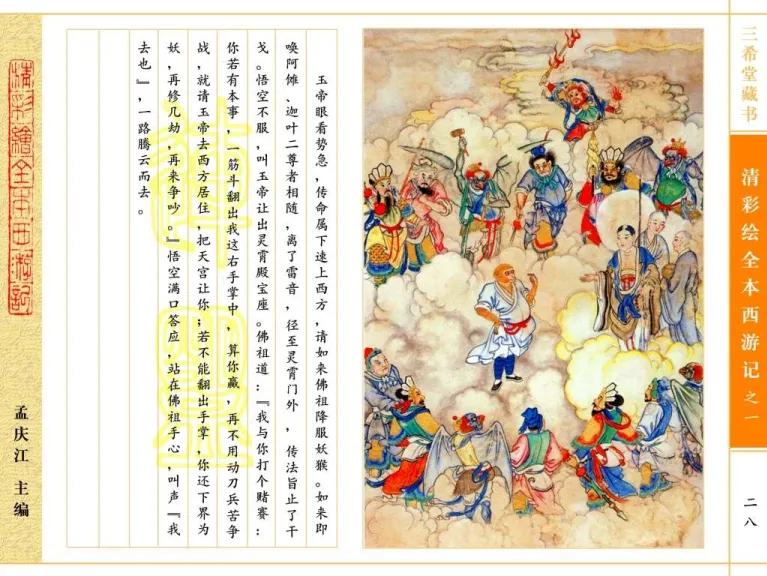 三希堂藏书
清彩绘全本西游记之一
二八
玉帝眼看势急，传命属下速上西方，请如来佛祖降服妖猴。如来即
唤阿傩、迦叶二尊者相随，离了雷音，径至灵霄门外，传法旨止了干
戈。悟空不服，叫玉帝让出灵霄殿宝座。佛祖道：『我与你打个赌赛：
你若有本事，一筋斗翻出我这右手掌中，算你赢，再不用动刀兵苦争
战，就请玉帝去西方居住，把天宫让你；若不能翻出手掌，你还下界为
妖，再修几劫，再来争吵。』悟空满口答应，站在佛祖手心，叫声『我
去也』，一路腾云而去。
清彩绘全本西游记
孟庆江 主编